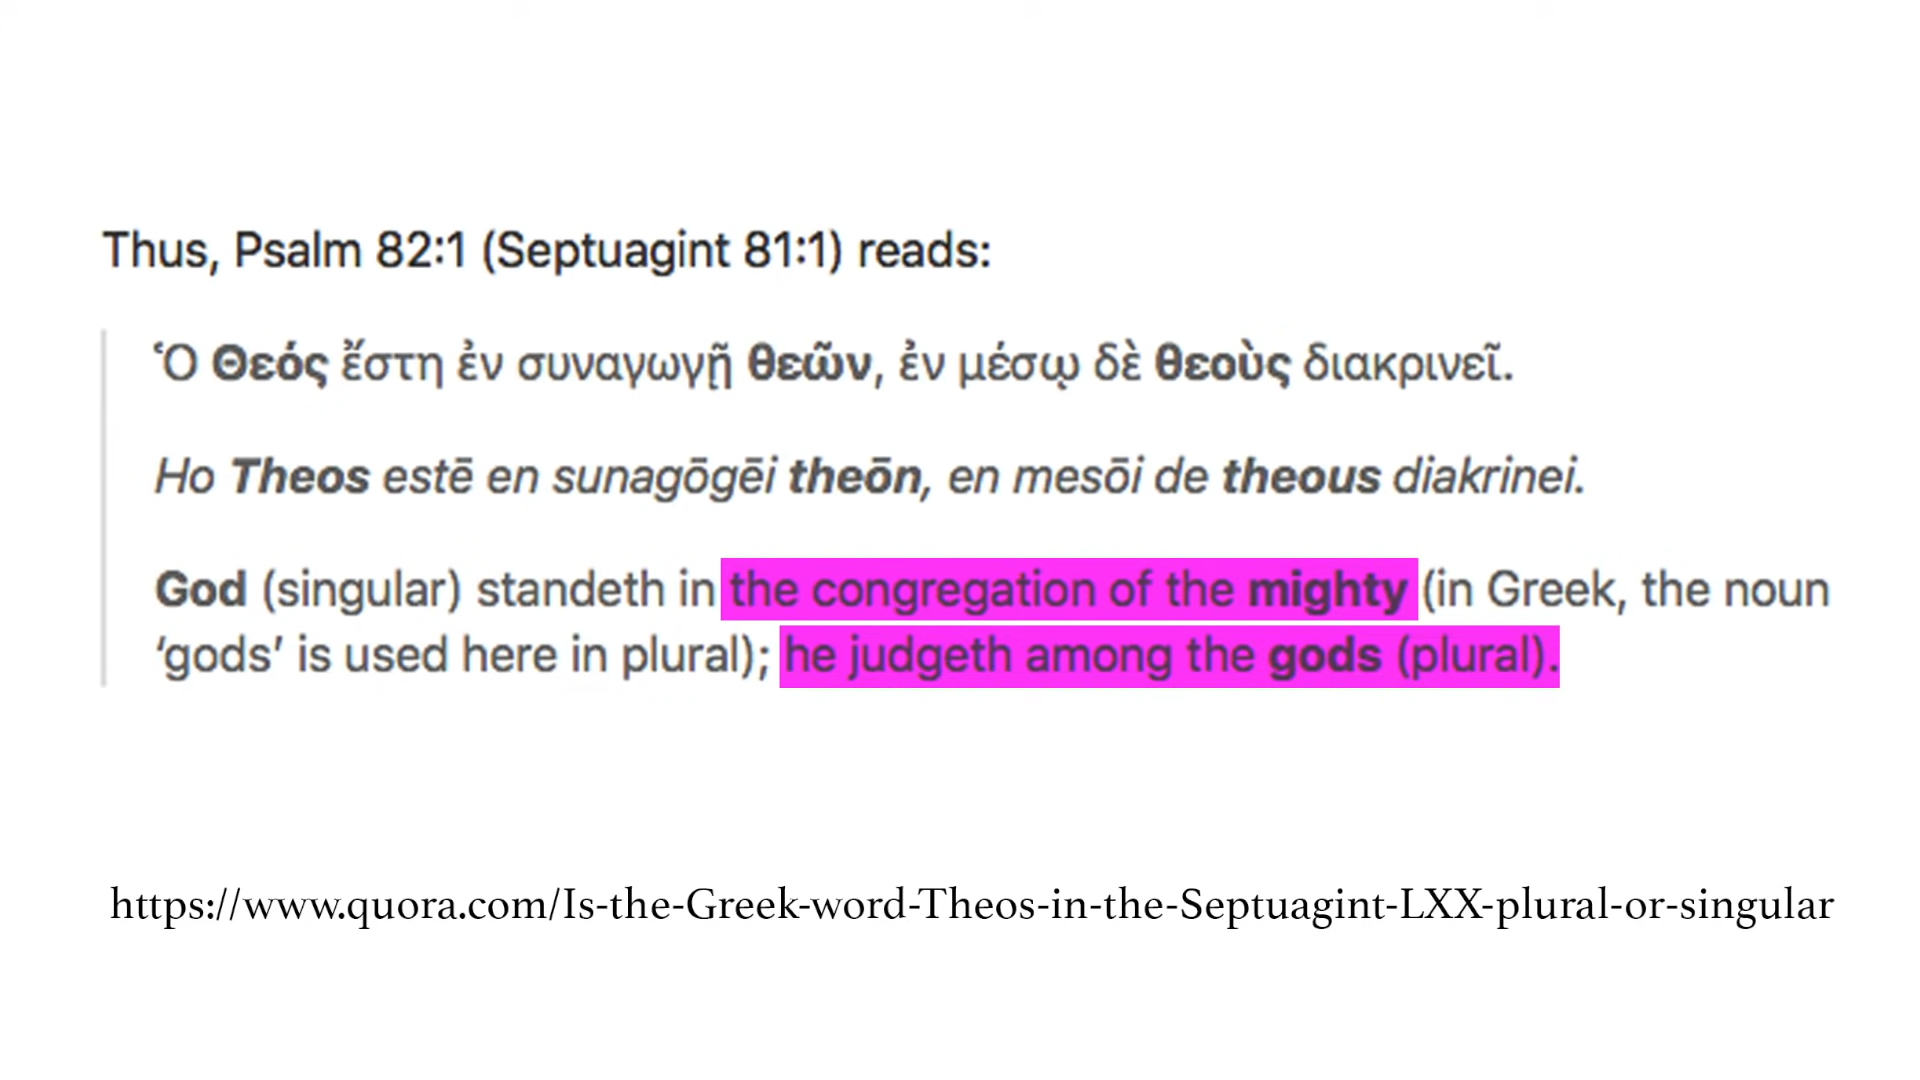 Thus, Psalm 82:1 (Septuagint 81:1) reads:
Ὁ Θεός ἔστη ἐν συναγωγῇ θεῶν, ἐν μέσῳ δὲ θεοὺς διακρινεῖ.
Ho Theos estē en sunagōgēi theōn, en mesōi de theous diakrinei.
God (singular) standeth in the congregation of the mighty (in Greek, the noun
‘gods’ is used here in plural); he judgeth among the gods (plural).
https://www.quora.com/Is-the-Greek-word-Theos-in-the-Septuagint-LXX-plural-or-singular